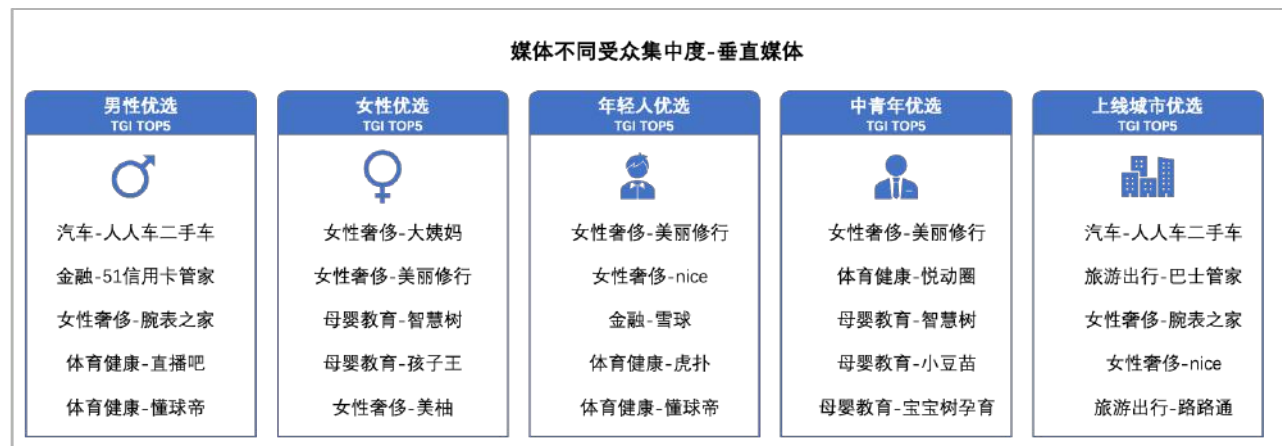 媒体不同受众集中度-垂直媒体
男性优选
TGI TOP5
汽车-人人车二手车
金融-51信用卡管家
女性奢侈-腕表之家
体育健康-直播吧
体育健康-懂球帝
女性优选
TGI TOP5
女性奢侈-大姨妈
女性奢侈-美丽修行
母婴教育-智慧树
母婴教育-孩子王
女性奢侈-美柚
年轻人优选
TGI TOP5
女性奢侈-美丽修行
女性奢侈-nice
金融-雪球
体育健康-虎扑
体育健康-懂球帝
中青年优选
TGI TOP5
女性奢侈-美丽修行
体育健康-悦动圈
母婴教育-智慧树
母婴教育-小豆苗
母婴教育-宝宝树孕育
上线城市优选
TGI TOP5
汽车-人人车二手车
旅游出行-巴士管家
女性奢侈-腕表之家
女性奢侈-nice
旅游出行-路路通